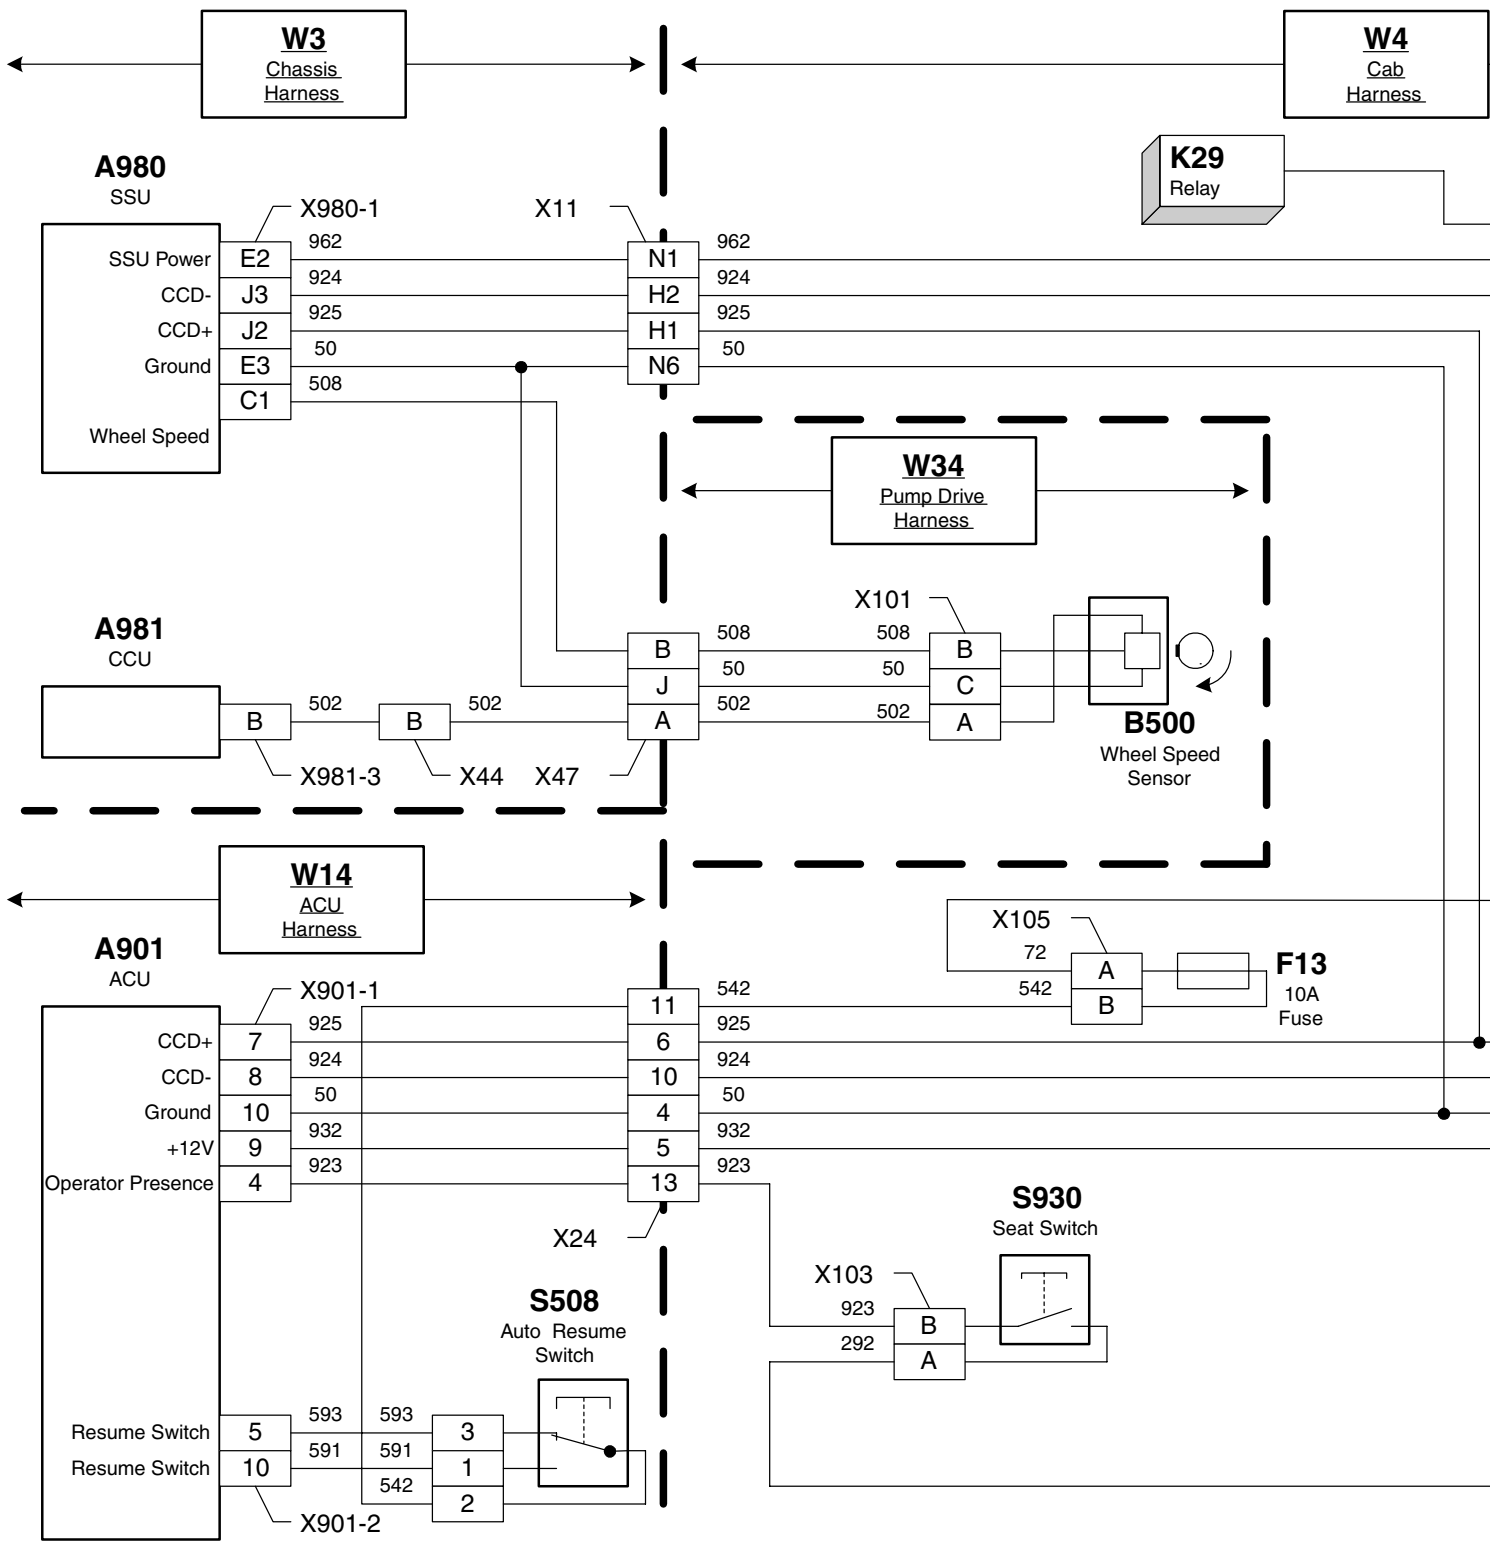 W3
Chassis
Harness
W4
Cab
Harness
K29
Relay
A980
SSU
X980-1
X11
SSU Power
E2
962
N1
962
CCD-
J3
924
H2
924
CCD+
J2
925
H1
925
Ground
E3
50
N6
50
C1
508
Wheel Speed
W34
Pump Drive
Harness
A981
CCU
X101
B
508
508
B
J
50
50
C
B
502
B
502
A
502
502
A
X981-3
X44
X47
B500
Wheel Speed
Sensor
W14
ACU
Harness
A901
ACU
X901-1
X105
72
A
F13
10A
Fuse
11
542
542
B
CCD+
7
925
6
925
CCD-
8
924
10
924
Ground
10
50
4
50
+12V
9
932
5
932
Operator Presence
4
923
13
923
X24
S930
Seat Switch
X103
923
B
292
A
S508
Auto Resume
Switch
Resume Switch
5
593
593
3
Resume Switch
10
591
591
1
542
2
X901-2